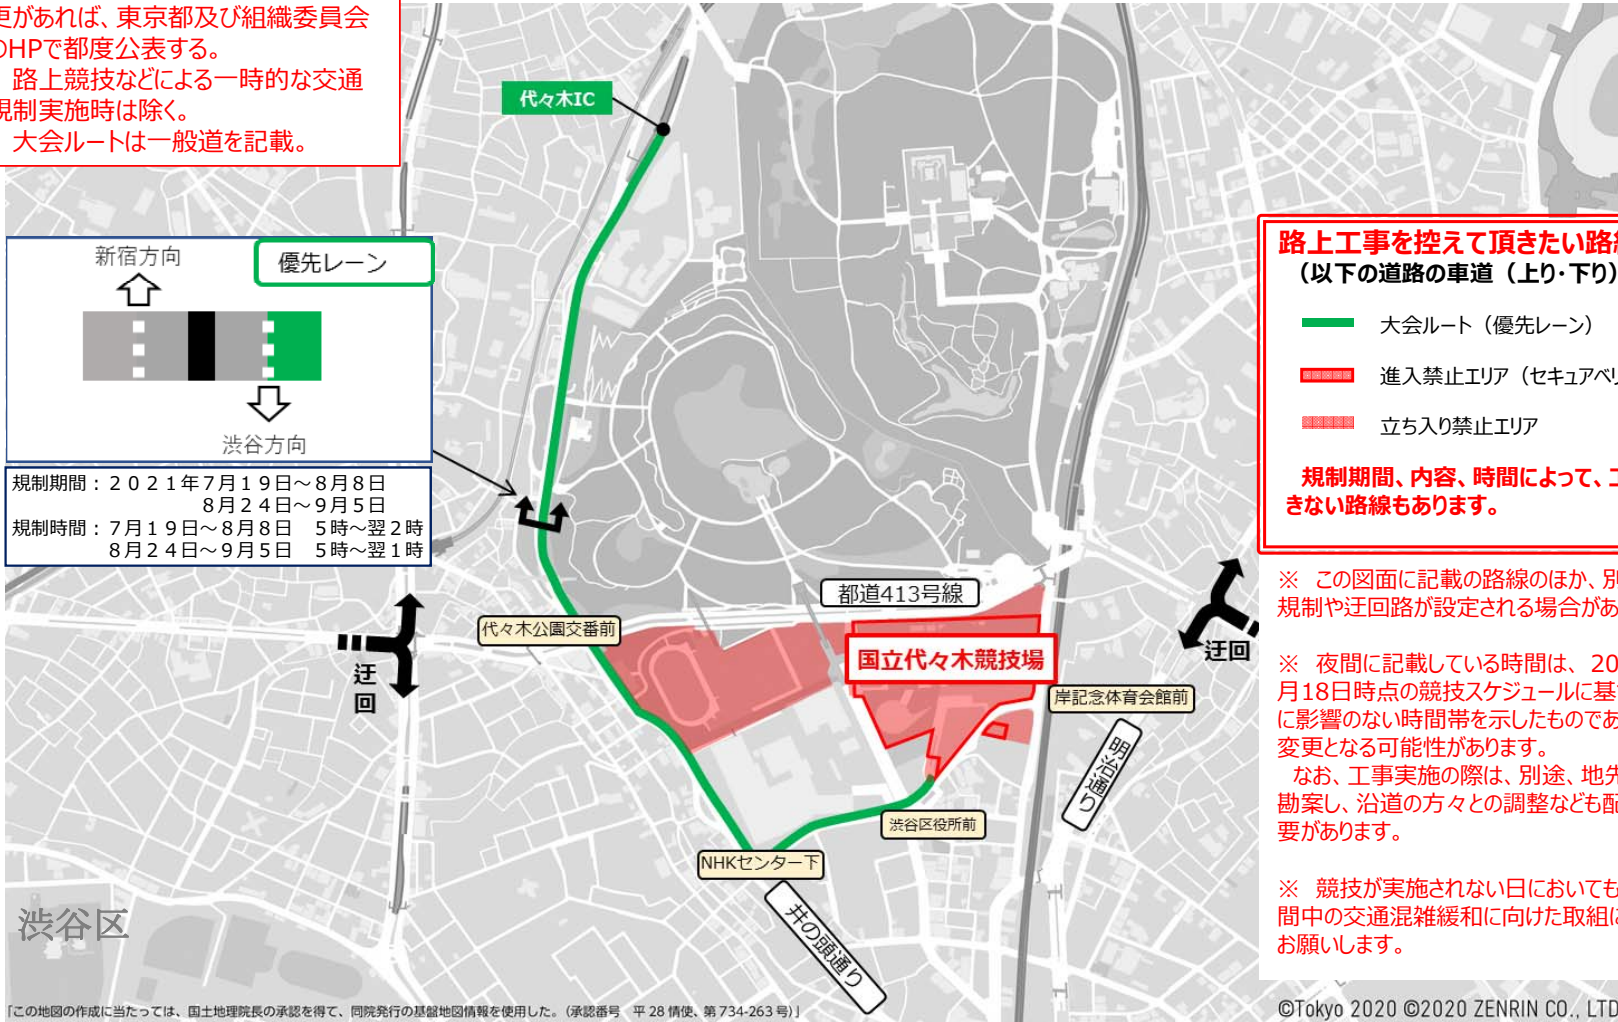 更があれば、東京都及び組織委員会
のHPで都度公表する。
路上競技などによる一時的な交通
規制実施時は除く。
大会ルートは一般道を記載。
代々木IC
新宿方向
優先レーン
渋谷方向
規制期間：２０２１年７月１９日～８月８日
８月２４日～９月５日
規制時間：７月１９日～８月８日　５時～翌２時
８月２４日～９月５日　５時～翌１時
路上工事を控えて頂きたい路
（以下の道路の車道（上り・下り）
大会ルート（優先レーン）
進入禁止エリア（セキュアペリ
立ち入り禁止エリア
規制期間、内容、時間によって、工
きない路線もあります。
※　この図面に記載の路線のほか、別
規制や迂回路が設定される場合があ
※　夜間に記載している時間は、20
月18日時点の競技スケジュールに基
に影響のない時間帯を示したものであ
変更となる可能性があります。
なお、工事実施の際は、別途、地先
勘案し、沿道の方々との調整なども配
要があります。
※　競技が実施されない日においても
間中の交通混雑緩和に向けた取組に
お願いします。
都道413号線
代々木公園交番前
国立代々木競技場
迂回
迂回
岸記念体育会館前
明治通り
渋谷区役所前
NHKセンター下
井の頭通り
渋谷区
「この地図の作成に当たっては、国土地理院長の承認を得て、同院発行の基盤地図情報を使用した。（承認番号　平 28 情使、第 734-263 号）」
©Tokyo 2020 ©2020 ZENRIN CO., LTD